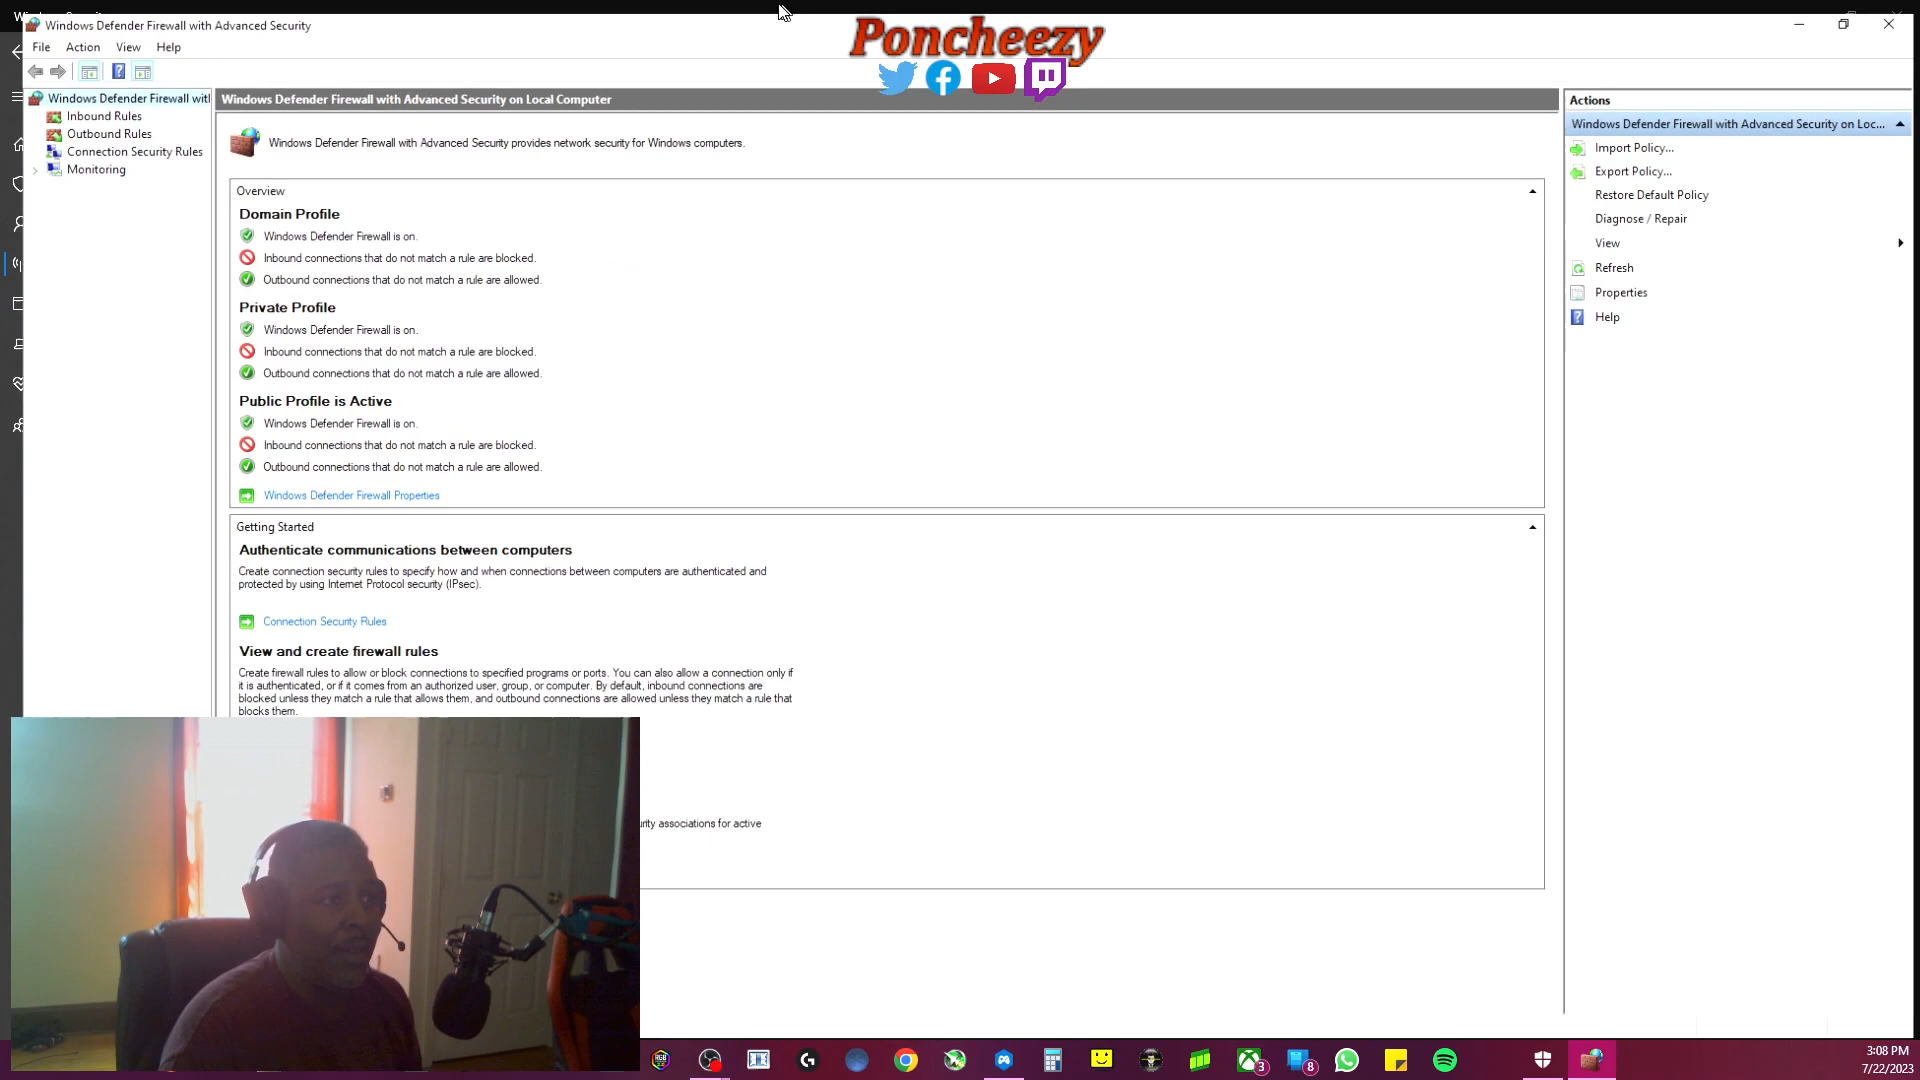 Windows Defender Firewall with Advanced Security
Poncheezy
File Action View Help
Windows Defender Firewall wit
Inbound Rules
Outbound Rules
Connection Security Rules
Monitoring
Windows Defender Firewall with Advanced Security on Local Computer
Windows Defender Firewall with Advanced Security provides network security for Windows computers.
Overview
Domain Profile
Windows Defender Firewall is on.
Inbound connections that do not match a rule are blocked.
Outbound connections that do not match a rule are allowed.
Private Profile
Windows Defender Firewall is on.
Inbound connections that do not match a rule are blocked.
Outbound connections that do not match a rule are allowed.
Public Profile is Active
Windows Defender Firewall is on.
Inbound connections that do not match a rule are blocked.
Outbound connections that do not match a rule are allowed.
Windows Defender Firewall Properties
Getting Started
Authenticate communications between computers
Create connection security rules to specify how and when connections between computers are authenticated and
protected by using Internet Protocol security (IPsec).
Connection Security Rules
View and create firewall rules
Create firewall rules to allow or block connections to specified programs or ports. You can also allow a connection only if
it is authenticated, or if it comes from an authorized user, group, or computer. By default, inbound connections are
blocked unless they match a rule that allows them, and outbound connections are allowed unless they match a rule that
blocks them.
urity associations for active
Actions
Windows Defender Firewall with Advanced Security on Loc...
Import Policy...
Export Policy...
Restore Default Policy
Diagnose / Repair
View
Refresh
Properties
Help
3
8
3:08 PM
7/22/2023